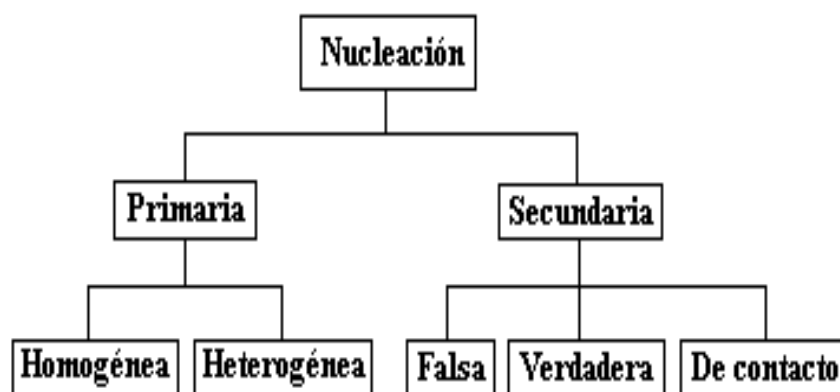 Nucleación
Primaria
Secundaria
Homogénea
Heterogénea
Falsa
Verdadera
De contacto